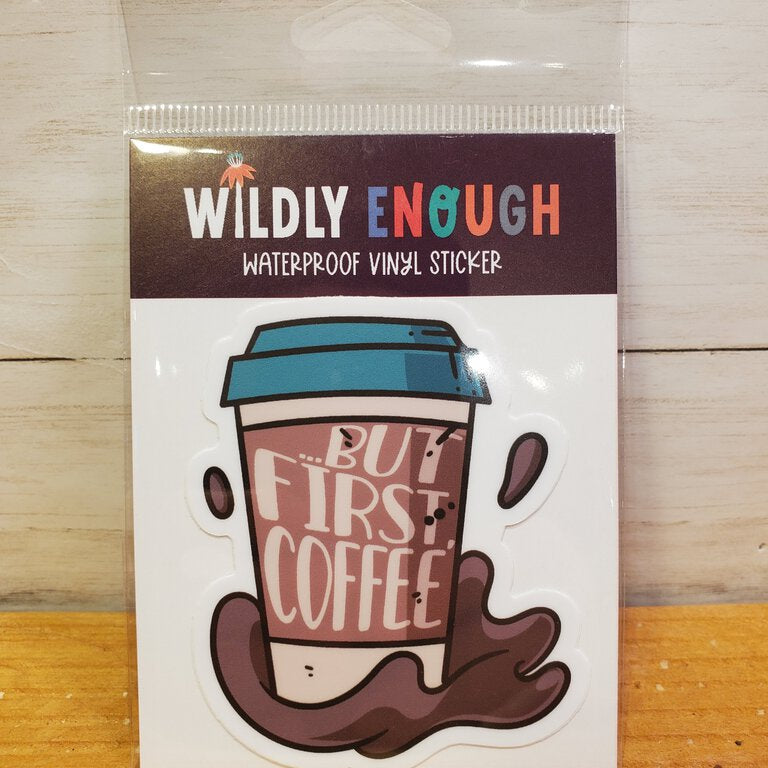 WILDLY ENOUGH
WATERPROOF VINYL STICKER
...BUT
FIRST,
COFFEE